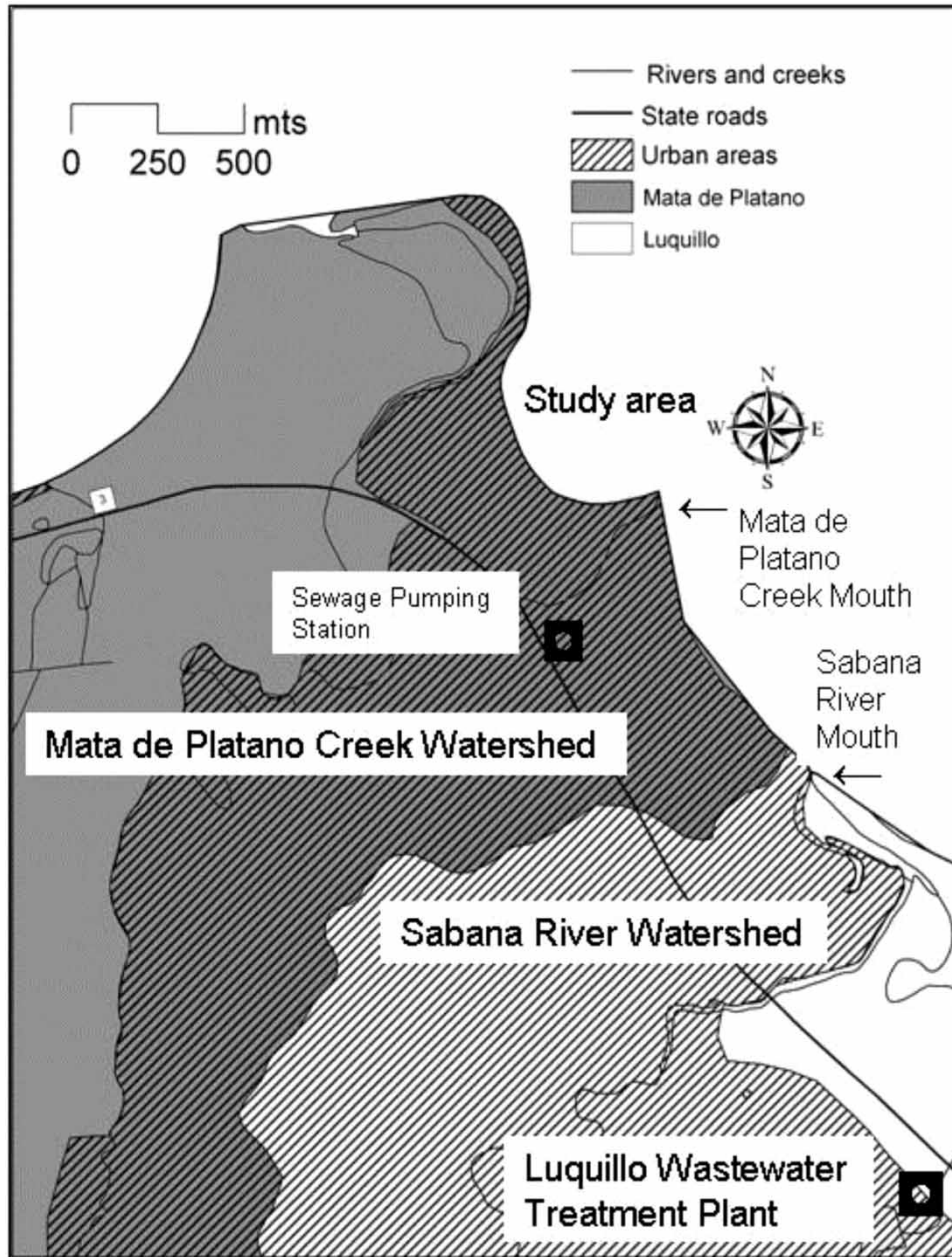 Rivers and creeks
State roads
Urban areas
Mata de Platano
Luquillo
mts
0 250 500
Study area
N
W E
S
3
Mata de
Platano
Creek Mouth
Sewage Pumping
Station
Sabana
River
Mouth
Mata de Platano Creek Watershed
Sabana River Watershed
Luquillo Wastewater
Treatment Plant